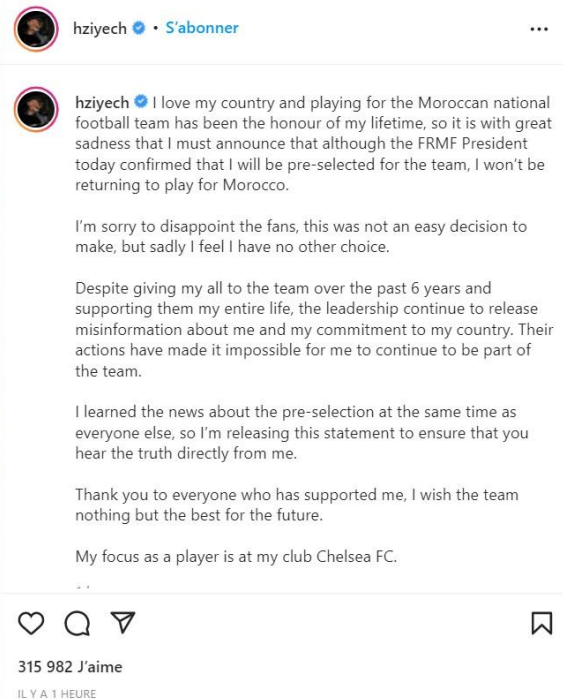 hziyech • S'abonner
hziyech I love my country and playing for the Moroccan national
football team has been the honour of my lifetime, so it is with great
sadness that I must announce that although the FRMF President
today confirmed that I will be pre-selected for the team, I won't be
returning to play for Morocco.
I'm sorry to disappoint the fans, this was not an easy decision to
make, but sadly I feel I have no other choice.
Despite giving my all to the team over the past 6 years and
supporting them my entire life, the leadership continue to release
misinformation about me and my commitment to my country. Their
actions have made it impossible for me to continue to be part of
the team.
I learned the news about the pre-selection at the same time as
everyone else, so I'm releasing this statement to ensure that you
hear the truth directly from me.
Thank you to everyone who has supported me, I wish the team
nothing but the best for the future.
My focus as a player is at my club Chelsea FC.
315 982 J'aime
IL Y A 1 HEURE